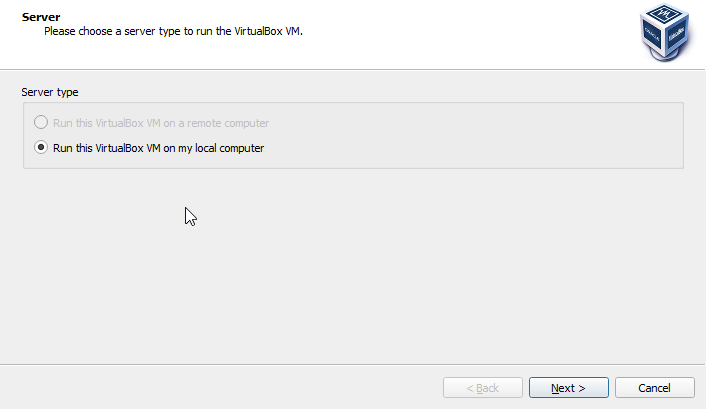 Server
Please choose a server type to run the VirtualBox VM.
Server type
Run this VirtualBox VM on a remote computer
Run this VirtualBox VM on my local computer
< Back
Next >
Cancel